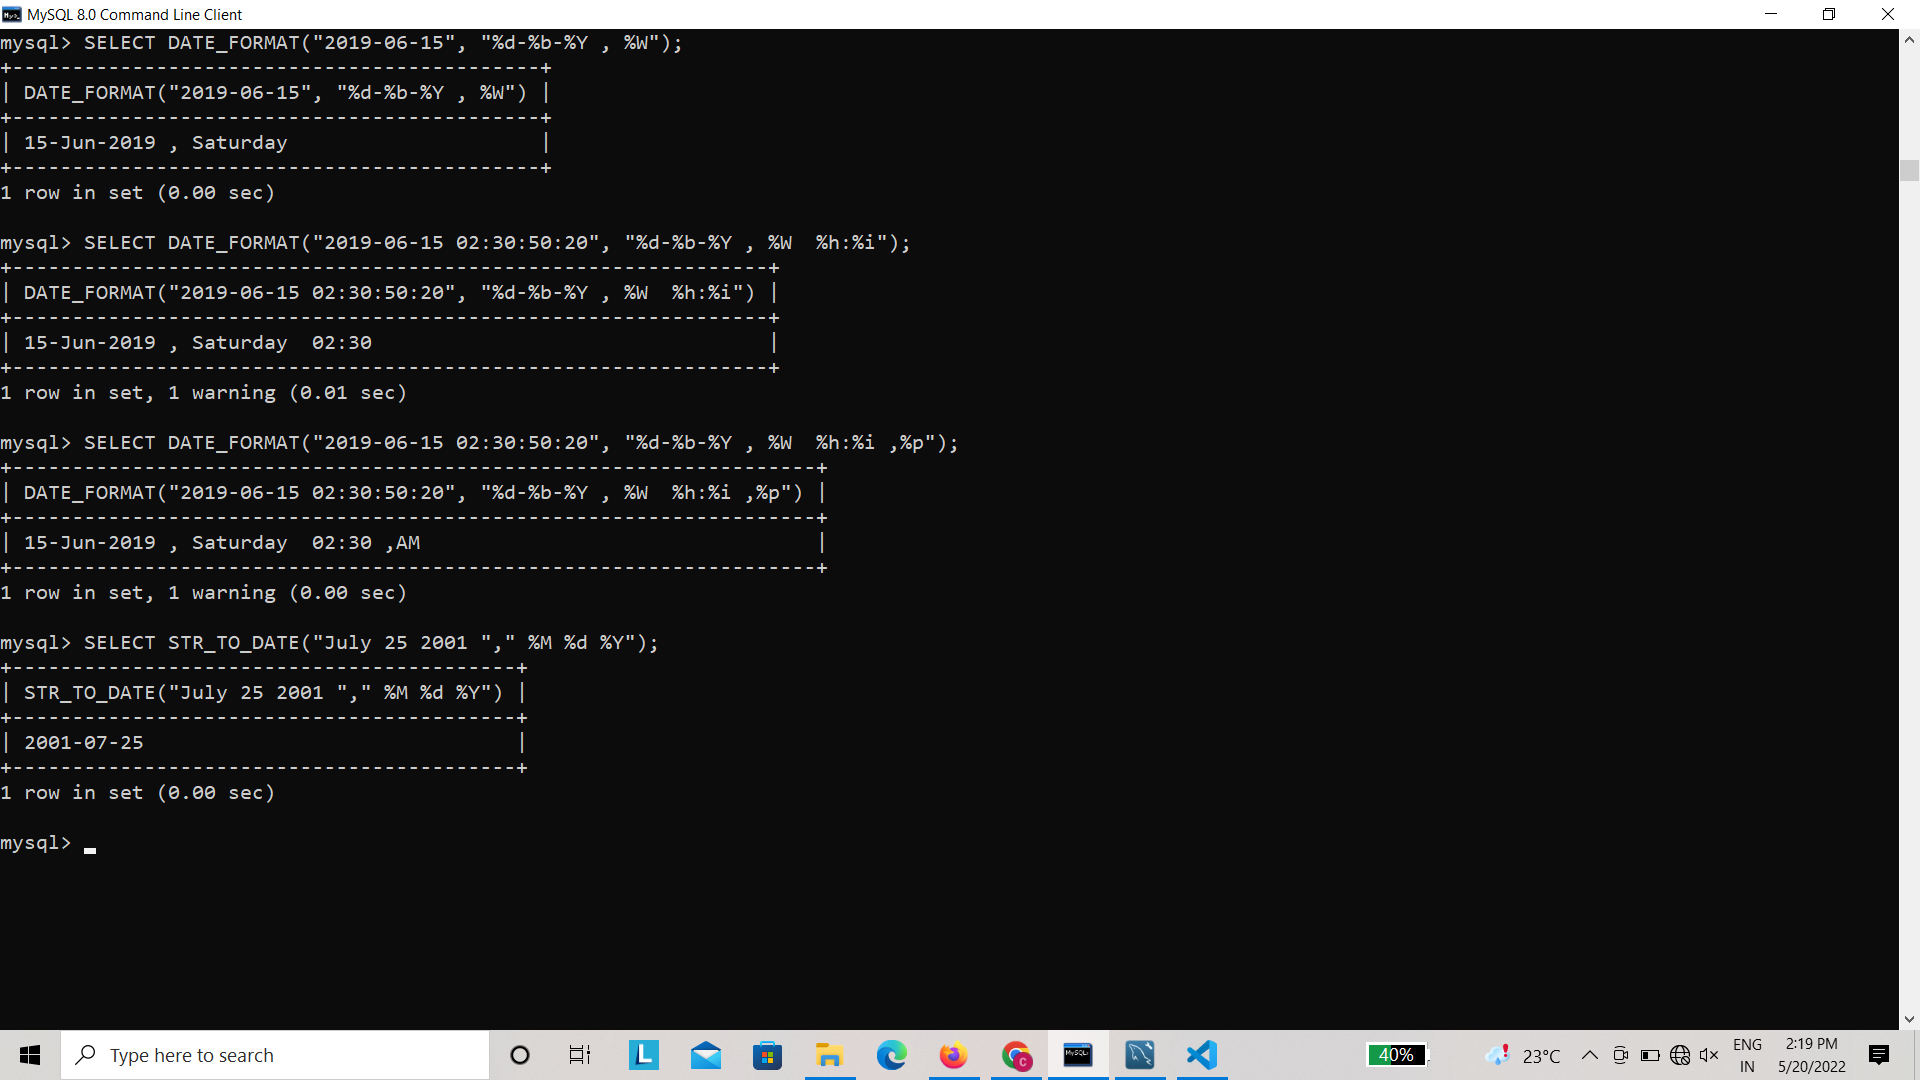 MySQL 8.0 Command Line Client
mysql> SELECT DATE_FORMAT("2019-06-15", "%d-%b-%Y , %W");
+--------------------------------------------+
| DATE_FORMAT("2019-06-15", "%d-%b-%Y , %W") |
+--------------------------------------------+
| 15-Jun-2019 , Saturday                     |
+--------------------------------------------+
1 row in set (0.00 sec)
mysql> SELECT DATE_FORMAT("2019-06-15 02:30:50:20", "%d-%b-%Y , %W  %h:%i");
+---------------------------------------------------------------+
| DATE_FORMAT("2019-06-15 02:30:50:20", "%d-%b-%Y , %W  %h:%i") |
+---------------------------------------------------------------+
| 15-Jun-2019 , Saturday  02:30                                 |
+---------------------------------------------------------------+
1 row in set, 1 warning (0.01 sec)
mysql> SELECT DATE_FORMAT("2019-06-15 02:30:50:20", "%d-%b-%Y , %W  %h:%i ,%p");
+-------------------------------------------------------------------+
| DATE_FORMAT("2019-06-15 02:30:50:20", "%d-%b-%Y , %W  %h:%i ,%p") |
+-------------------------------------------------------------------+
| 15-Jun-2019 , Saturday  02:30 ,AM                                 |
+-------------------------------------------------------------------+
1 row in set, 1 warning (0.00 sec)
mysql> SELECT STR_TO_DATE("July 25 2001 "," %M %d %Y");
+------------------------------------------+
| STR_TO_DATE("July 25 2001 "," %M %d %Y") |
+------------------------------------------+
| 2001-07-25                               |
+------------------------------------------+
1 row in set (0.00 sec)
mysql> _
Type here to search
L
C
MySQL
40%
23°C
ENG
IN
2:19 PM
5/20/2022